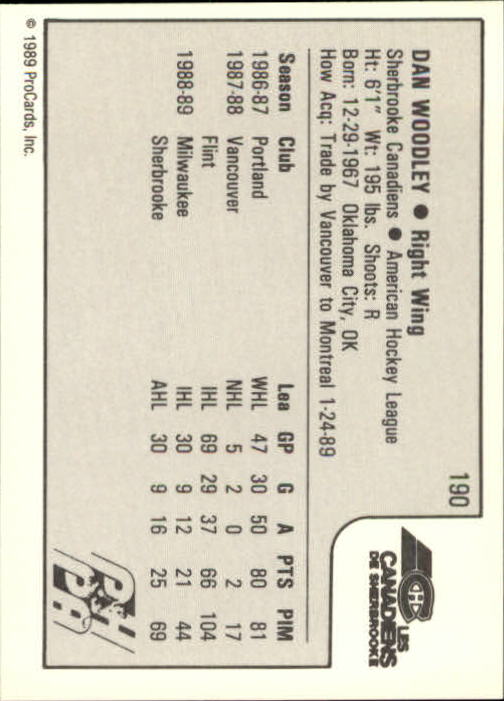 190
DAN WOODLEY ● Right Wing
Sherbrooke Canadiens ● American Hockey League
Ht: 6'1" Wt: 195 lbs. Shoots: R
Born: 12-29-1967 Oklahoma City, OK
How Acq: Trade by Vancouver to Montreal 1-24-89
LES
CANADIENS
DE SHERBROOKE
Season Club Lea GP G A PTS PIM
1986-87 Portland WHL 47 30 50 80 81
1987-88 Vancouver NHL 5 2 0 2 17
Flint IHL 69 29 37 66 104
1988-89 Milwaukee IHL 30 9 12 21 44
Sherbrooke AHL 30 9 16 25 69
© 1989 ProCards, Inc.